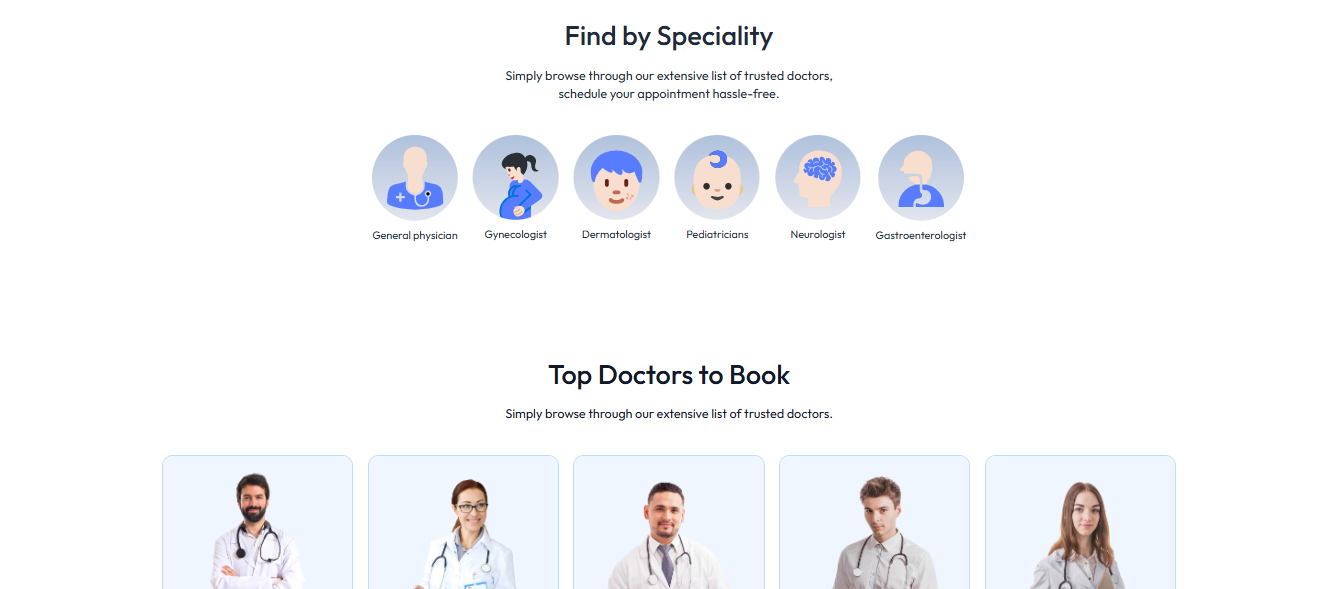 Find by Speciality
Simply browse through our extensive list of trusted doctors,
schedule your appointment hassle-free.
General physician
Gynecologist
Dermatologist
Pediatricians
Neurologist
Gastroenterologist
Top Doctors to Book
Simply browse through our extensive list of trusted doctors.